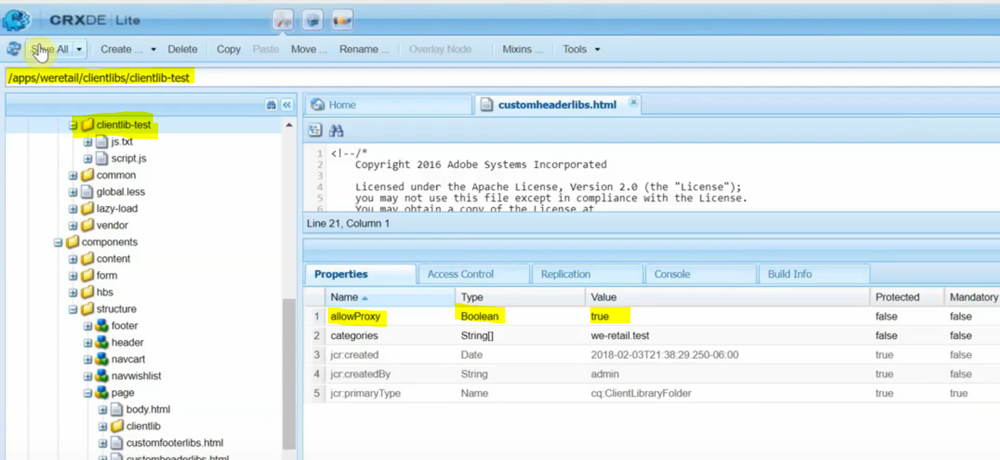 CRXDE | Lite
Save All Create ... Delete Copy Paste Move ... Rename ... Overlay Node ... Mixins ... Tools
/apps/weretail/clientlibs/clientlib-test
clientlib-test
js.txt
script.js
common
global.less
lazy-load
vendor
components
content
form
hbs
structure
footer
header
navcart
navwishlist
page
body.html
clientlib
customfooterlibs.html
customheaderlibs.html
Home customheaderlibs.html
1 <!--/*
2 Copyright 2016 Adobe Systems Incorporated
3
4 Licensed under the Apache License, Version 2.0 (the "License");
5 you may not use this file except in compliance with the License.
6 You may obtain a copy of the License at
Line 21, Column 1
Properties Access Control Replication Console Build Info
Name Type Value Protected Mandatory
1 allowProxy Boolean true false false
2 categories String[] we-retail.test false false
3 jcr:created Date 2018-02-03T21:38:29.250-06:00 true false
4 jcr:createdBy String admin true false
5 jcr:primaryType Name cq:ClientLibraryFolder true true